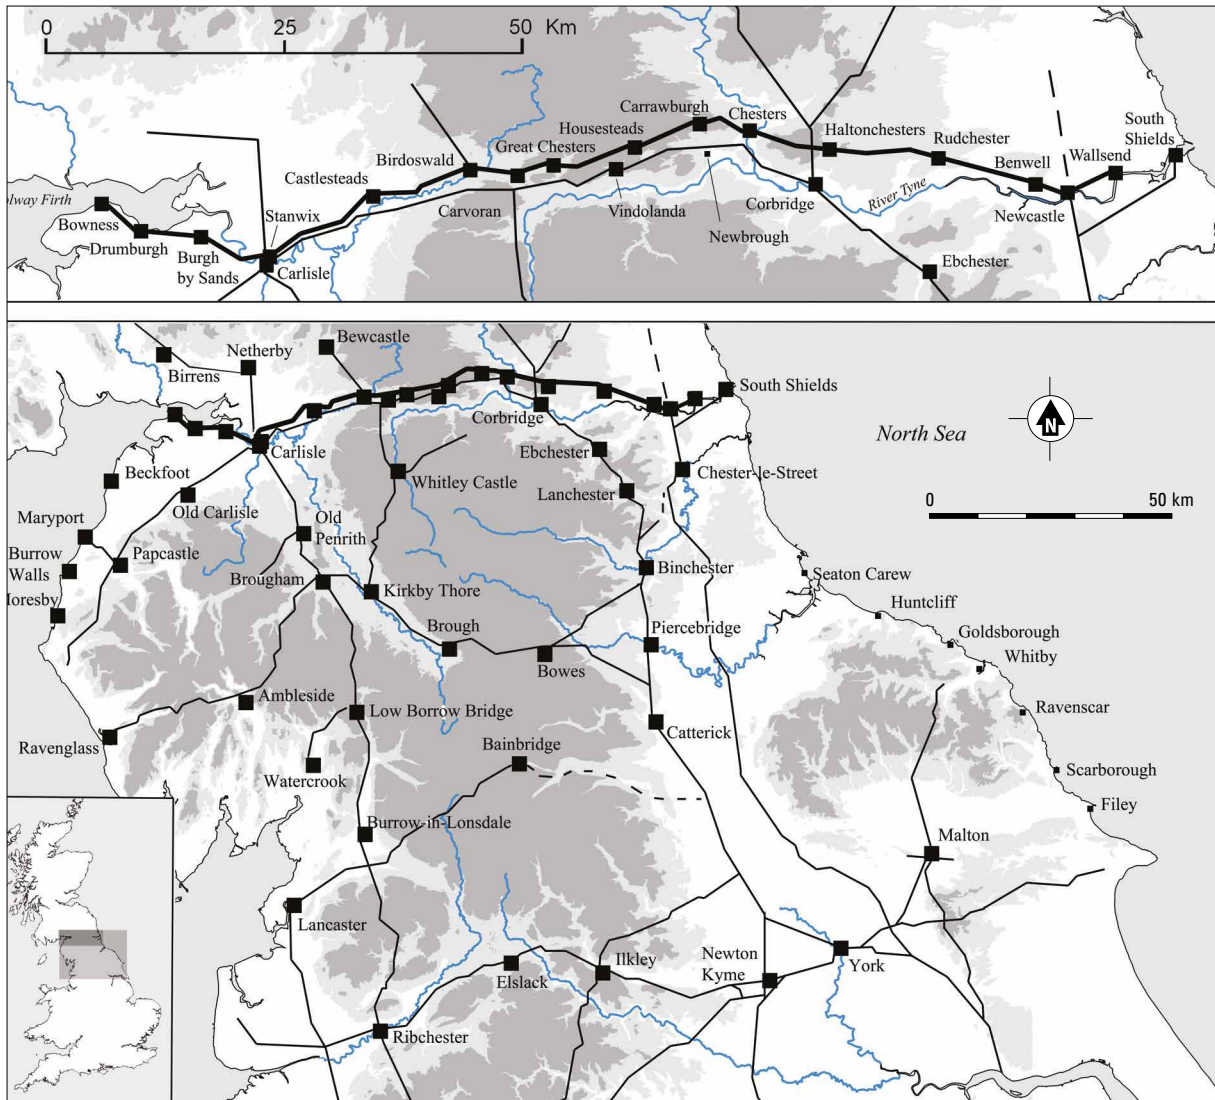 0
25
50
Km
Carrawburgh
Chesters
South
Shields
Housesteads
Haltonchesters
Great Chesters
Rudchester
Birdoswald
Benwell
Wallsend
Castlesteads
River Tyne
olway Firth
Stanwix
Carvoran
Corbridge
Bowness
Vindolanda
Newcastle
Drumburgh
Newbrough
Burgh
by Sands
Carlisle
Ebchester
Bewcastle
Netherby
Birrens
South Shields
Corbridge
North Sea
N
Carlisle
Ebchester
Beckfoot
Whitley Castle
Chester-le-Street
Lanchester
0
50 km
Old Carlisle
Maryport
Old
Penrith
Burrow
Walls
Papcastle
Binchester
Brougham
Seaton Carew
Moresby
Kirkby Thore
Huntcliff
Brough
Piercebridge
Goldsborough
Whitby
Bowes
Ambleside
Low Borrow Bridge
Ravenscar
Catterick
Ravenglass
Bainbridge
Watercrook
Scarborough
Filey
Burrow-in-Lonsdale
Malton
Lancaster
Newton
Kyme
Ilkley
York
Elslack
Ribchester